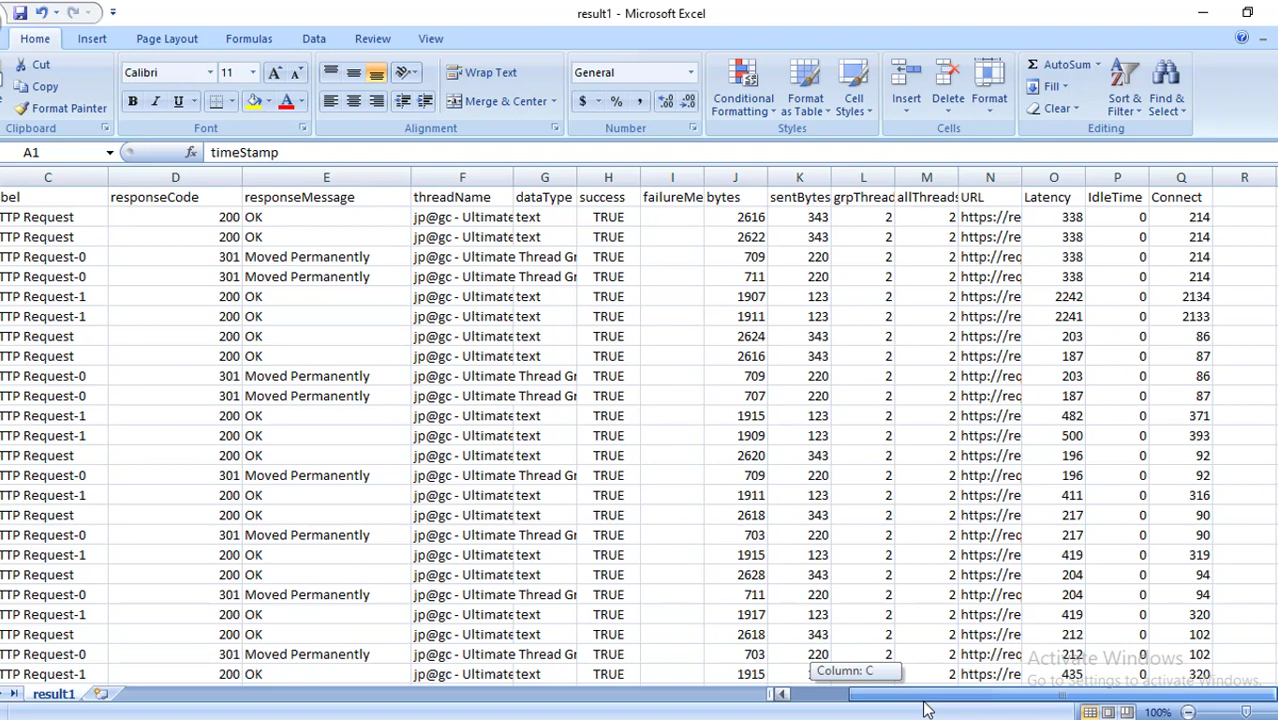 result1 - Microsoft Excel
Home Insert Page Layout Formulas Data Review View
Cut
Copy
Format Painter
Clipboard
Calibri 11
B I U
Font
Wrap Text
Merge & Center
Alignment
General
$ % ,
Number
Conditional Formatting
Format as Table
Cell Styles
Styles
Insert Delete Format
Cells
Σ AutoSum
Fill
Clear
Sort & Filter
Find & Select
Editing
A1 fx timeStamp
C D E F G H I J K L M N O P Q R
bel responseCode responseMessage threadName dataType success failureMe bytes sentBytes grpThread allThreads URL Latency IdleTime Connect
TTP Request 200 OK jp@gc - Ultimate text TRUE 2616 343 2 2 https://re 338 0 214
TTP Request 200 OK jp@gc - Ultimate text TRUE 2622 343 2 2 https://re 338 0 214
TTP Request-0 301 Moved Permanently jp@gc - Ultimate Thread Gr TRUE 709 220 2 2 http://req 338 0 214
TTP Request-0 301 Moved Permanently jp@gc - Ultimate Thread Gr TRUE 711 220 2 2 http://req 338 0 214
TTP Request-1 200 OK jp@gc - Ultimate text TRUE 1907 123 2 2 https://re 2242 0 2134
TTP Request-1 200 OK jp@gc - Ultimate text TRUE 1911 123 2 2 https://re 2241 0 2133
TTP Request 200 OK jp@gc - Ultimate text TRUE 2624 343 2 2 https://re 203 0 86
TTP Request 200 OK jp@gc - Ultimate text TRUE 2616 343 2 2 https://re 187 0 87
TTP Request-0 301 Moved Permanently jp@gc - Ultimate Thread Gr TRUE 709 220 2 2 http://req 203 0 86
TTP Request-0 301 Moved Permanently jp@gc - Ultimate Thread Gr TRUE 707 220 2 2 http://req 187 0 87
TTP Request-1 200 OK jp@gc - Ultimate text TRUE 1915 123 2 2 https://re 482 0 371
TTP Request-1 200 OK jp@gc - Ultimate text TRUE 1909 123 2 2 https://re 500 0 393
TTP Request 200 OK jp@gc - Ultimate text TRUE 2620 343 2 2 https://re 196 0 92
TTP Request-0 301 Moved Permanently jp@gc - Ultimate Thread Gr TRUE 709 220 2 2 http://req 196 0 92
TTP Request-1 200 OK jp@gc - Ultimate text TRUE 1911 123 2 2 https://re 411 0 316
TTP Request 200 OK jp@gc - Ultimate text TRUE 2618 343 2 2 https://re 217 0 90
TTP Request-0 301 Moved Permanently jp@gc - Ultimate Thread Gr TRUE 703 220 2 2 http://req 217 0 90
TTP Request-1 200 OK jp@gc - Ultimate text TRUE 1915 123 2 2 https://re 419 0 319
TTP Request 200 OK jp@gc - Ultimate text TRUE 2628 343 2 2 https://re 204 0 94
TTP Request-0 301 Moved Permanently jp@gc - Ultimate Thread Gr TRUE 711 220 2 2 http://req 204 0 94
TTP Request-1 200 OK jp@gc - Ultimate text TRUE 1917 123 2 2 https://re 419 0 320
TTP Request 200 OK jp@gc - Ultimate text TRUE 2618 343 2 2 https://re 212 0 102
TTP Request-0 301 Moved Permanently jp@gc - Ultimate Thread Gr TRUE 703 220 2 2 http://req 212 0 102
TTP Request-1 200 OK jp@gc - Ultimate text TRUE 1915 2 2 https://re 435 0 320
Column: C
Activate Windows
Go to Settings to activate Windows.
result1
100%